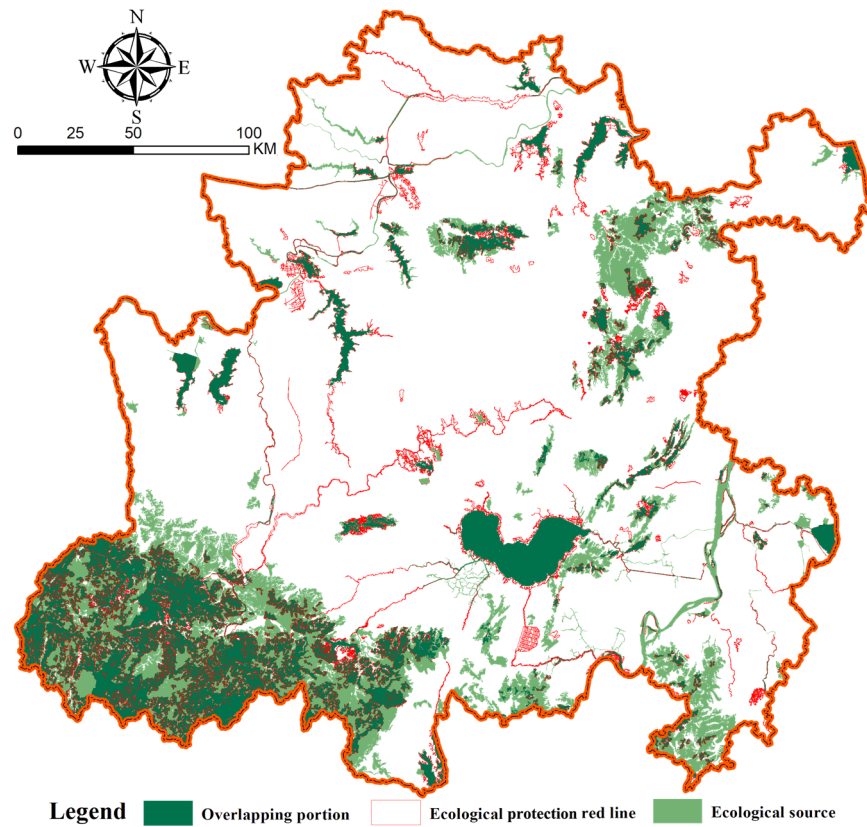 N
W E
S
0 25 50 100
KM
Legend Overlapping portion Ecological protection red line Ecological source